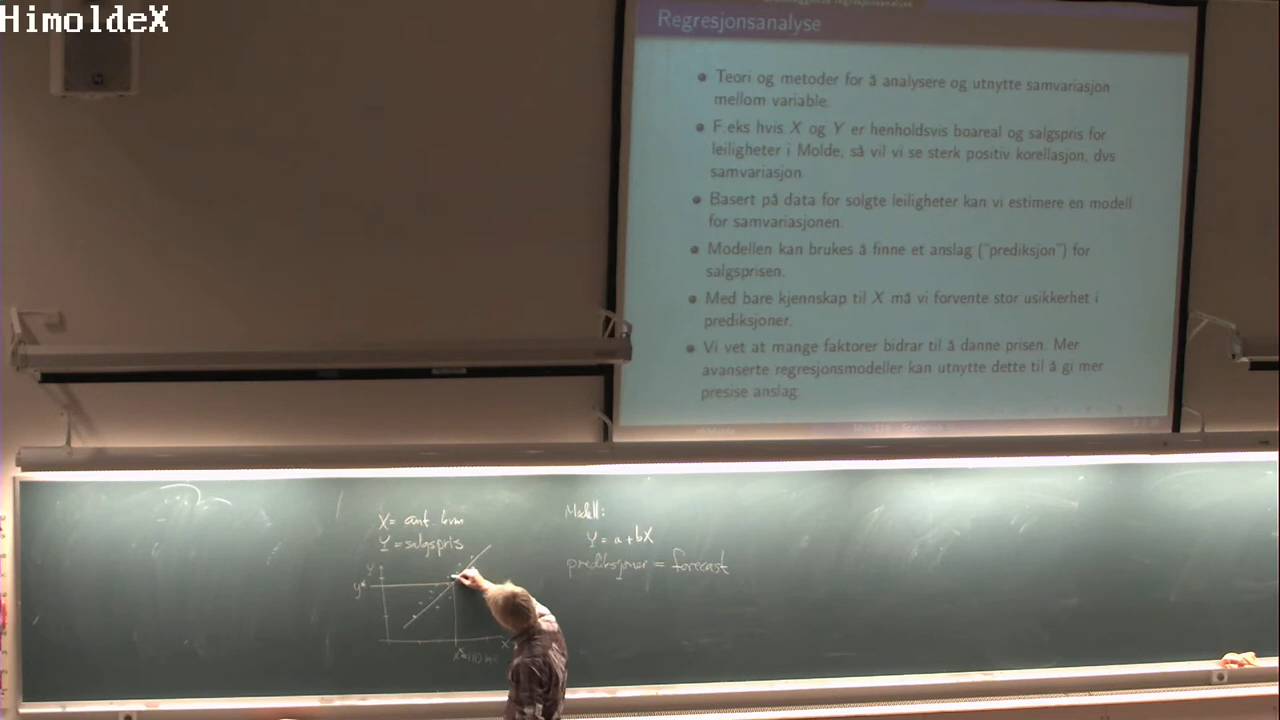 HimoldeX
Regresjonsanalyse
Teori og metoder for å analysere og utnytte samvariasjon
mellom variable.
F.eks hvis X og Y er henholdsvis boareal og salgspris for
leiligheter i Molde, så vil vi se sterk positiv korellasjon, dvs
samvariasjon.
Basert på data for solgte leiligheter kan vi estimere en modell
for samvariasjonen.
Modellen kan brukes å finne et anslag ("prediksjon") for
salgsprisen.
Med bare kjennskap til X må vi forvente stor usikkerhet i
prediksjoner.
Vi vet at mange faktorer bidrar til å danne prisen. Mer
avanserte regresjonsmodeller kan utnytte dette til å gi mer
presise anslag.
X= ant. kvm
Y=salgspris
Y
y*
X
Modell:
Y = a+bX
prediksjoner = forecast